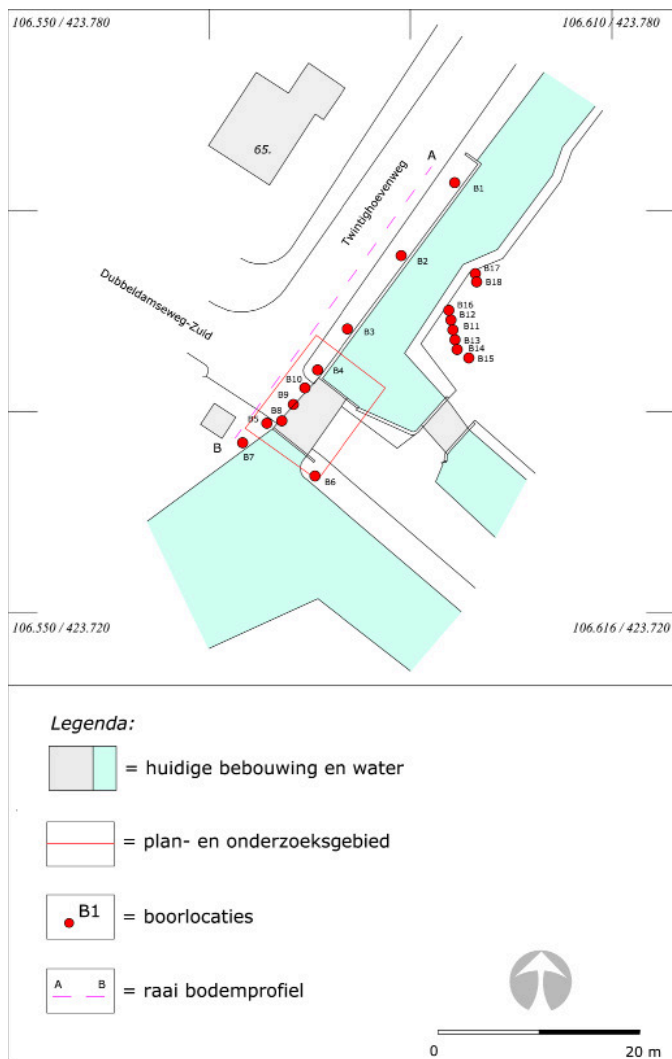 106.550 / 423.780
106.610 / 423.780
65.
A
Twintighoevenweg
B1
B2
Dubbeldamseweg-Zuid
B17
B18
B16
B12
B11
B13
B14
B15
B3
B4
B10
B9
B8
B5
B
B7
B6
106.550 / 423.720
106.616 / 423.720
Legenda:
= huidige bebouwing en water
= plan- en onderzoeksgebied
B1
= boorlocaties
A B
= raai bodemprofiel
0 20 m